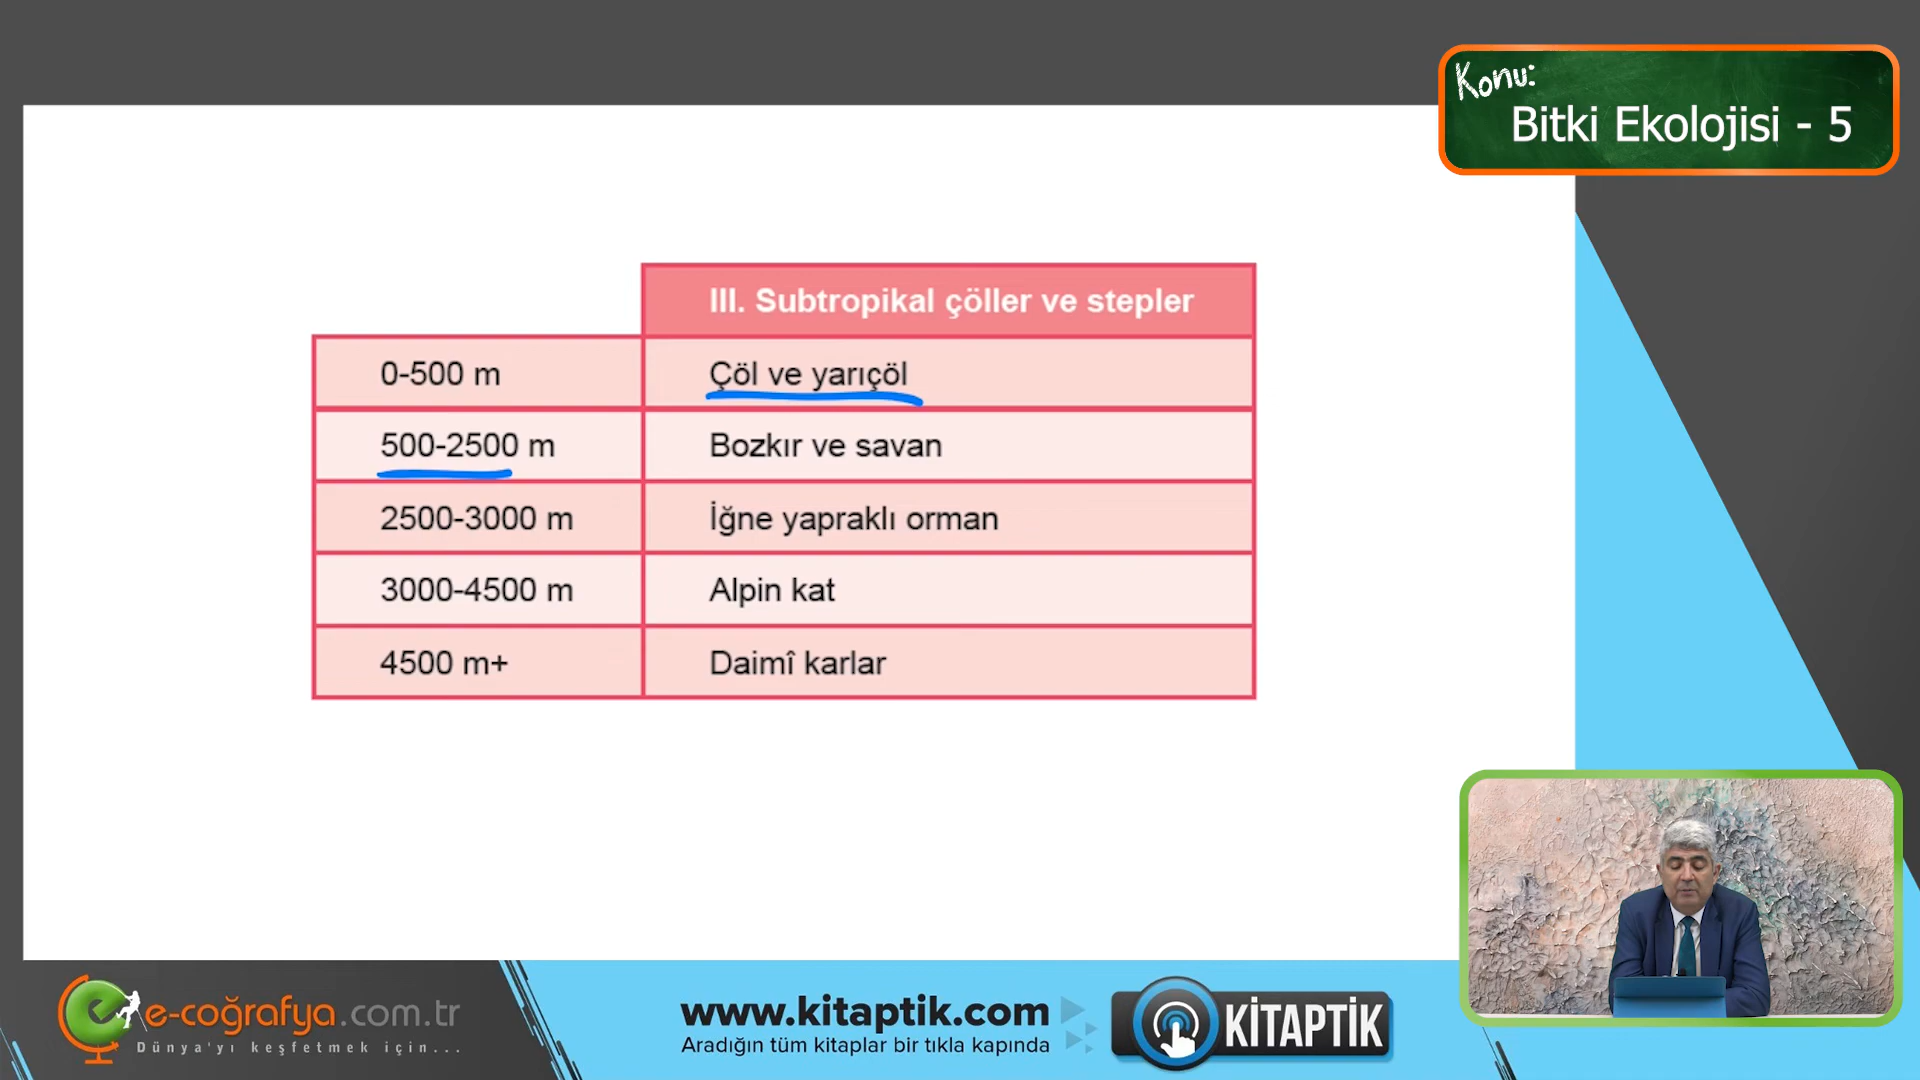 Konu:
Bitki Ekolojisi - 5
III. Subtropikal çöller ve stepler
0-500 m Çöl ve yarıçöl
500-2500 m Bozkır ve savan
2500-3000 m İğne yapraklı orman
3000-4500 m Alpin kat
4500 m+ Daimî karlar
e-coğrafya.com.tr
Dünya'yı keşfetmek için...
www.kitaptik.com
Aradığın tüm kitaplar bir tıkla kapında
KİTAPTİK